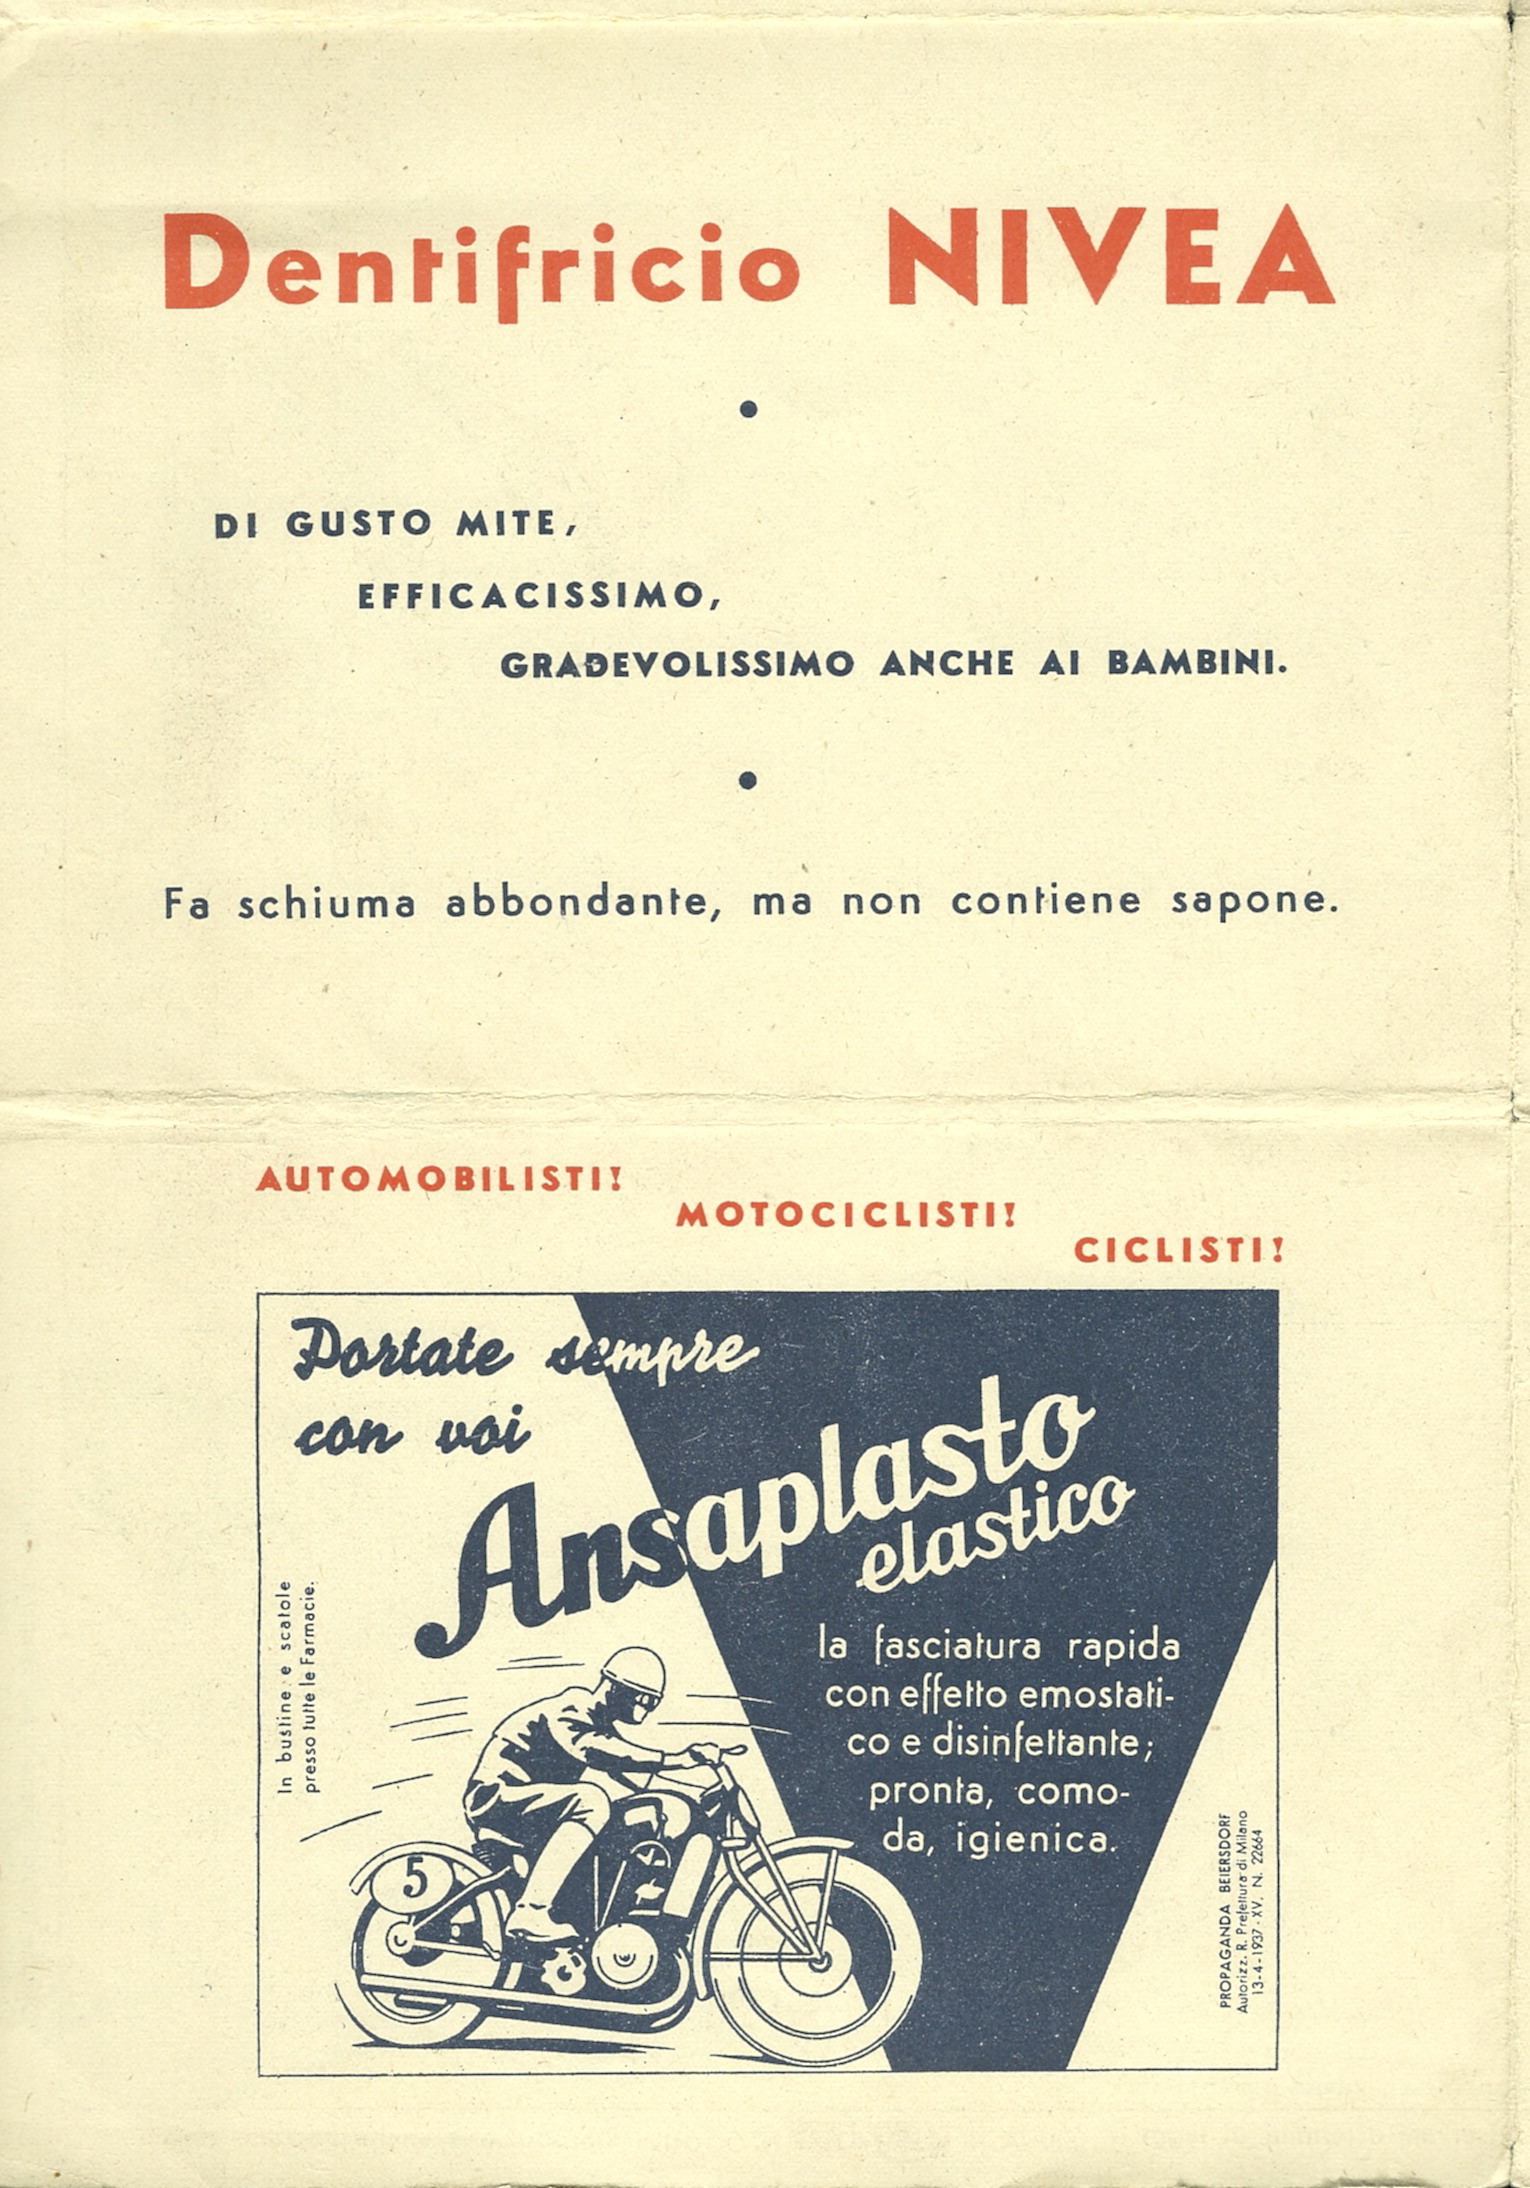 Dentifricio NIVEA
DI GUSTO MITE,
EFFICACISSIMO,
GRADEVOLISSIMO ANCHE AI BAMBINI.
Fa schiuma abbondante, ma non contiene sapone.
AUTOMOBILISTI!
MOTOCICLISTI!
CICLISTI!
Portate sempre
con voi
Ansaplasto
elastico
la fasciatura rapida
con effetto emostati-
co e disinfettante;
pronta, como-
da, igienica.
In bustine e scatole
presso tutte le Farmacie.
5
PROPAGANDA BEIERSDORF
Autorizz. R. Prefettura di Milano
13-4-1937-XV. N. 22664